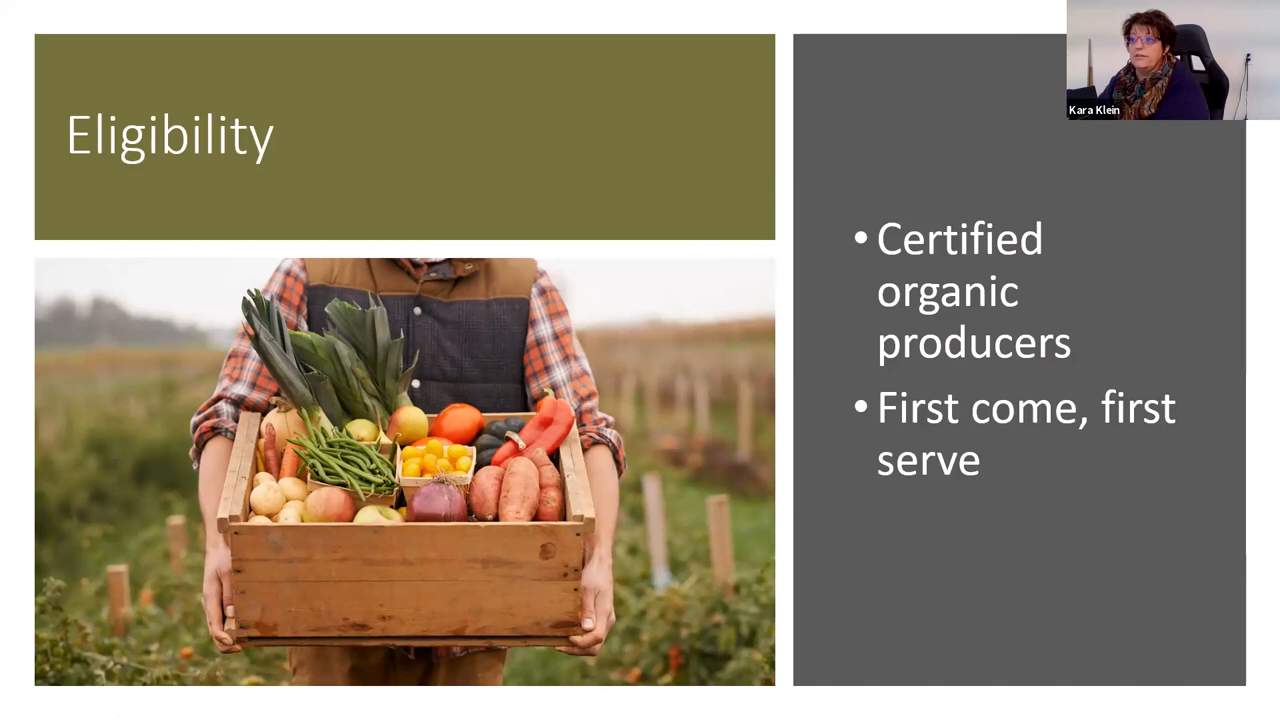 Kara Klein
Eligibility
• Certified
organic
producers
• First come, first
serve